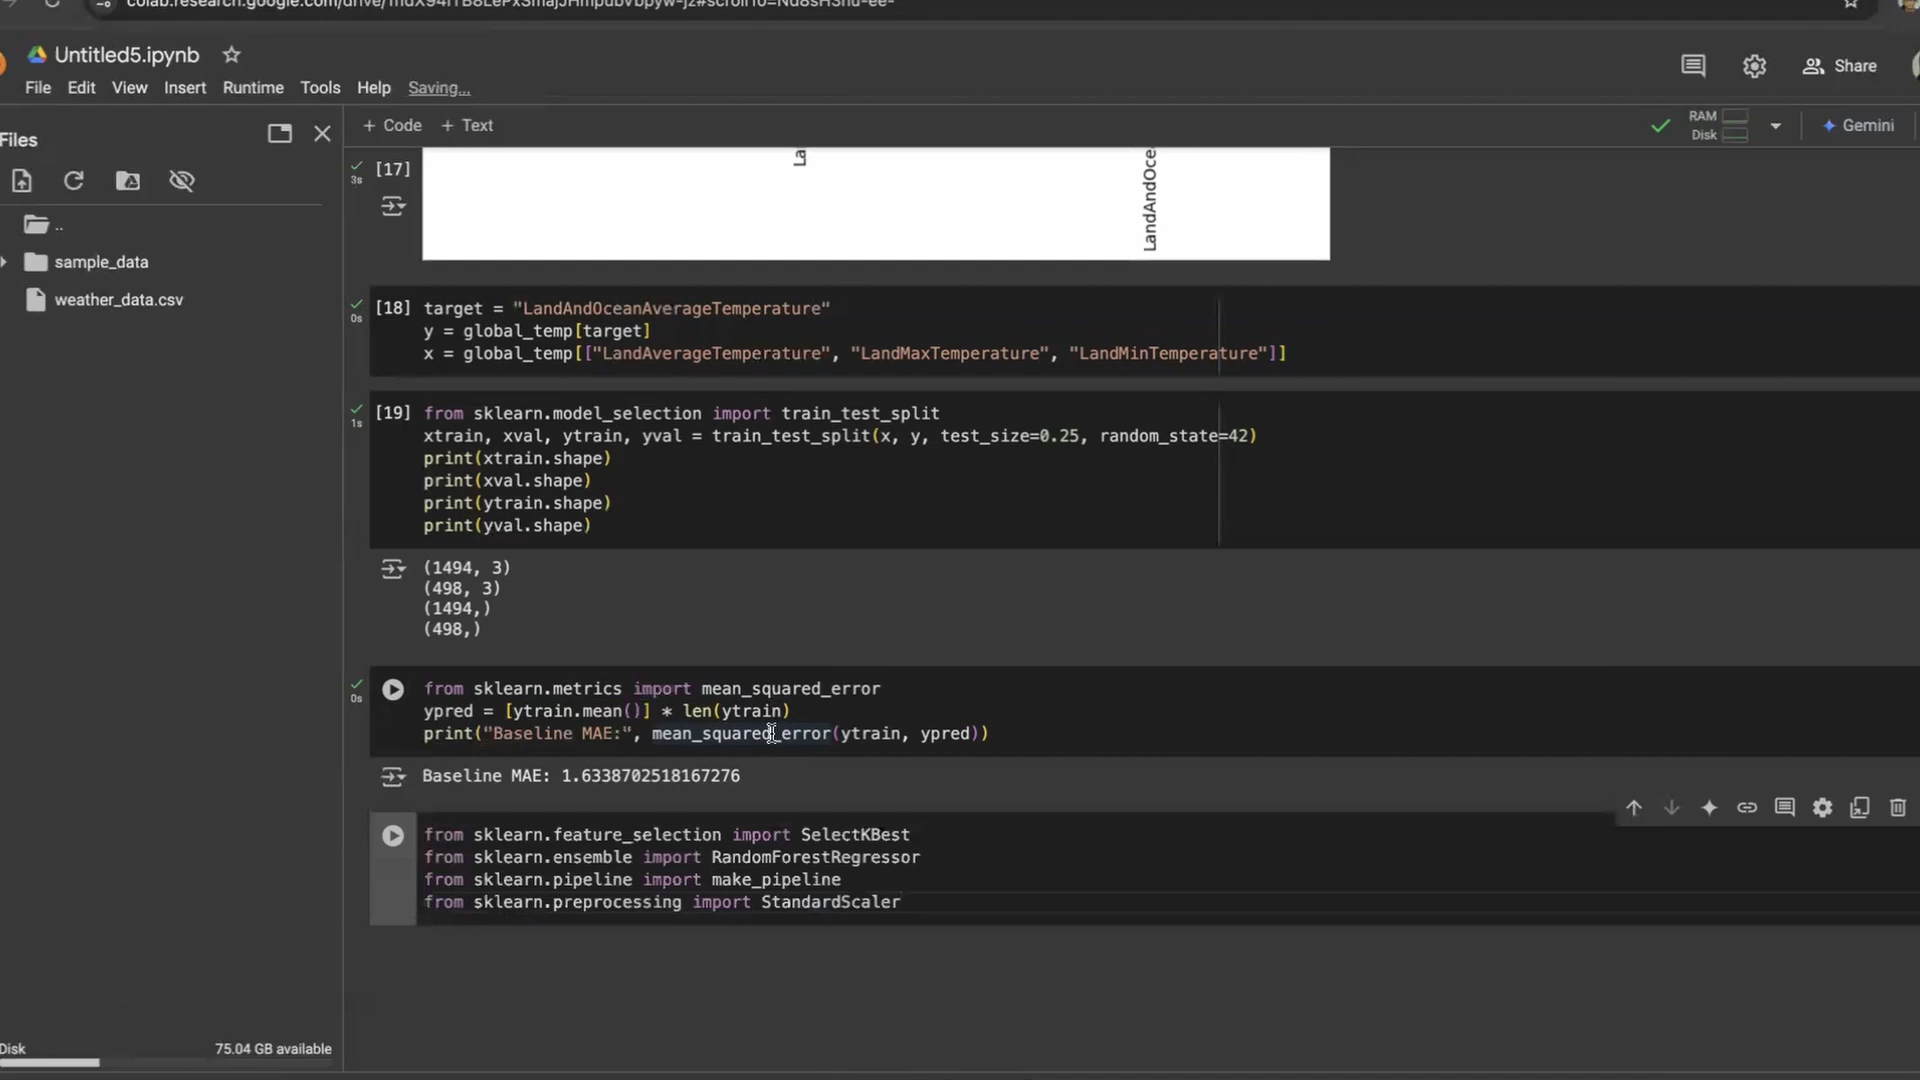 Untitled5.ipynb
File Edit View Insert Runtime Tools Help Saving...
Share
Files
+ Code + Text
RAM
Disk
Gemini
..
sample_data
weather_data.csv
3s
[17]
La
LandAndOce
0s
[18] target = "LandAndOceanAverageTemperature"
y = global_temp[target]
x = global_temp[["LandAverageTemperature", "LandMaxTemperature", "LandMinTemperature"]]
1s
[19] from sklearn.model_selection import train_test_split
xtrain, xval, ytrain, yval = train_test_split(x, y, test_size=0.25, random_state=42)
print(xtrain.shape)
print(xval.shape)
print(ytrain.shape)
print(yval.shape)
(1494, 3)
(498, 3)
(1494,)
(498,)
0s
from sklearn.metrics import mean_squared_error
ypred = [ytrain.mean()] * len(ytrain)
print("Baseline MAE:", mean_squared_error(ytrain, ypred))
Baseline MAE: 1.6338702518167276
from sklearn.feature_selection import SelectKBest
from sklearn.ensemble import RandomForestRegressor
from sklearn.pipeline import make_pipeline
from sklearn.preprocessing import StandardScaler
Disk
75.04 GB available